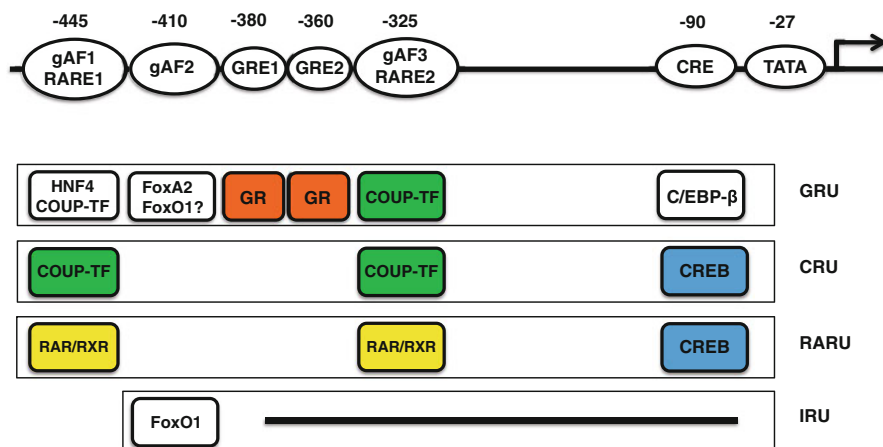 -445 -410 -380 -360 -325 -90 -27
gAF1
RARE1
gAF2
GRE1
GRE2
gAF3
RARE2
CRE
TATA
HNF4
COUP-TF
FoxA2
FoxO1?
GR
GR
COUP-TF
C/EBP-β
GRU
COUP-TF
COUP-TF
CREB
CRU
RAR/RXR
RAR/RXR
CREB
RARU
FoxO1
IRU